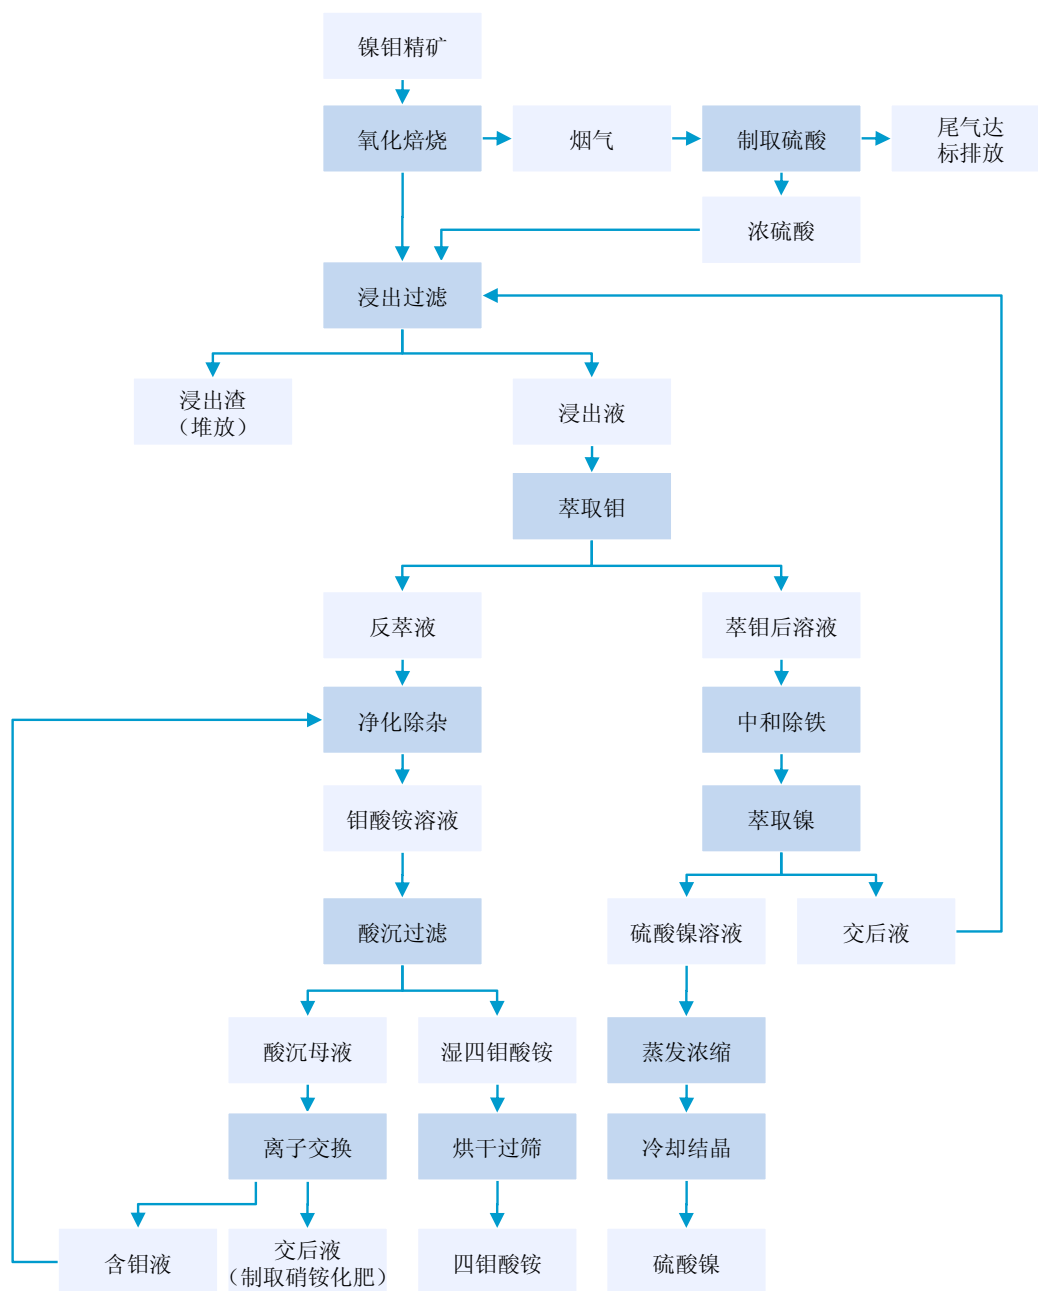 镍钼精矿
氧化焙烧
烟气
制取硫酸
尾气达
标排放
浓硫酸
浸出过滤
浸出渣
（堆放）
浸出液
萃取钼
反萃液
萃钼后溶液
净化除杂
中和除铁
钼酸铵溶液
萃取镍
酸沉过滤
硫酸镍溶液
交后液
酸沉母液
湿四钼酸铵
蒸发浓缩
离子交换
烘干过筛
冷却结晶
含钼液
交后液
（制取硝铵化肥）
四钼酸铵
硫酸镍